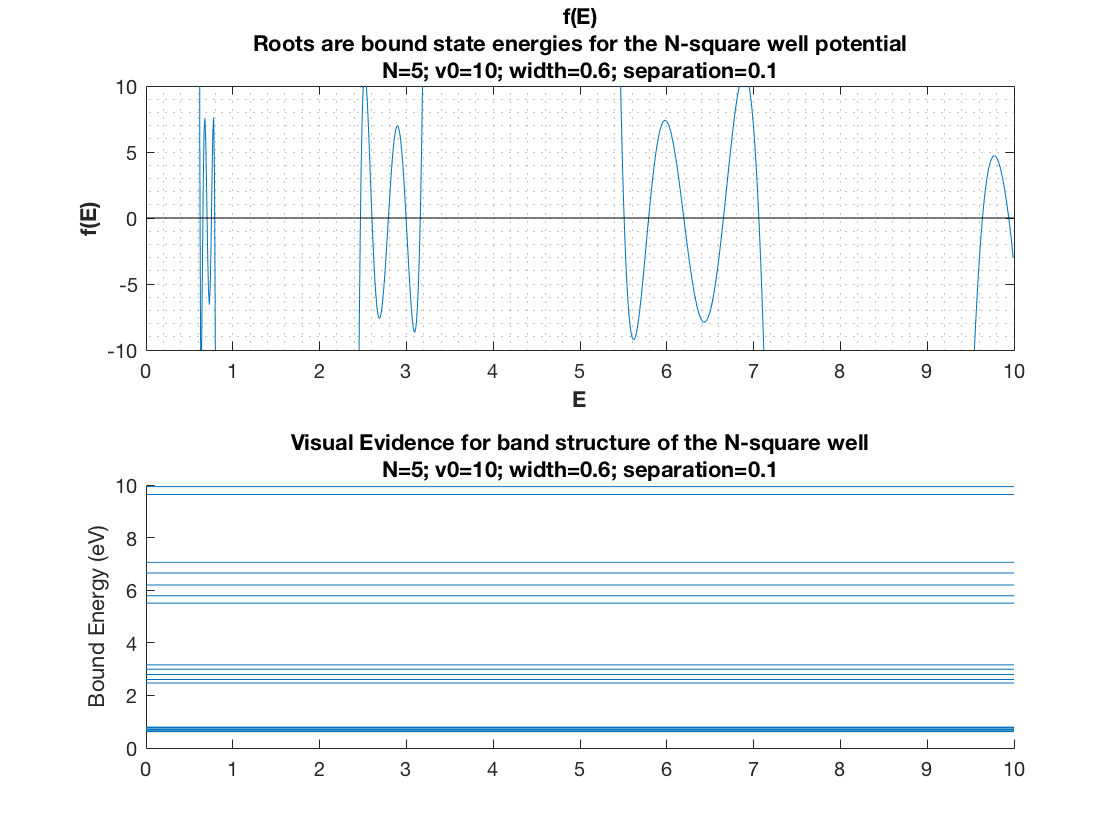 f(E)
Roots are bound state energies for the N-square well potential
N=5; v0=10; width=0.6; separation=0.1
10
5
0
-5
-10
f(E)
0 1 2 3 4 5 6 7 8 9 10
E
Visual Evidence for band structure of the N-square well
N=5; v0=10; width=0.6; separation=0.1
10
8
6
4
2
0
Bound Energy (eV)
0 1 2 3 4 5 6 7 8 9 10